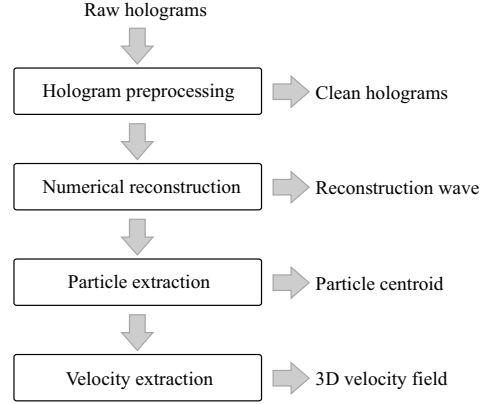 Raw holograms
Hologram preprocessing
Clean holograms
Numerical reconstruction
Reconstruction wave
Particle extraction
Particle centroid
Velocity extraction
3D velocity field